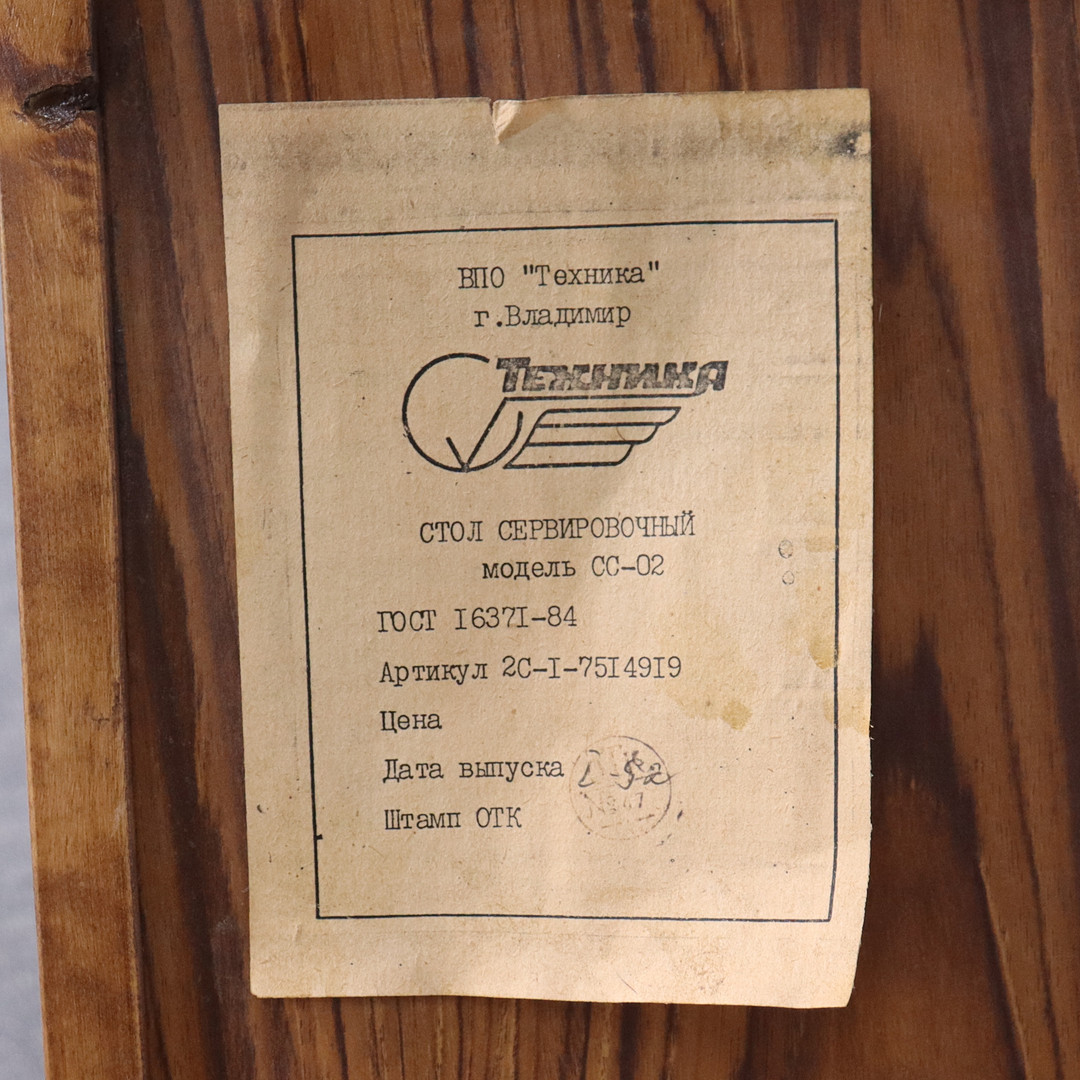 ВПО "Техника"
г.Владимир
Техника
СТОЛ СЕРВИРОВОЧНЫЙ
модель СС-02
ГОСТ I637I-84
Артикул 2С-I-75I49I9
Цена
Дата выпуска
Штамп ОТК